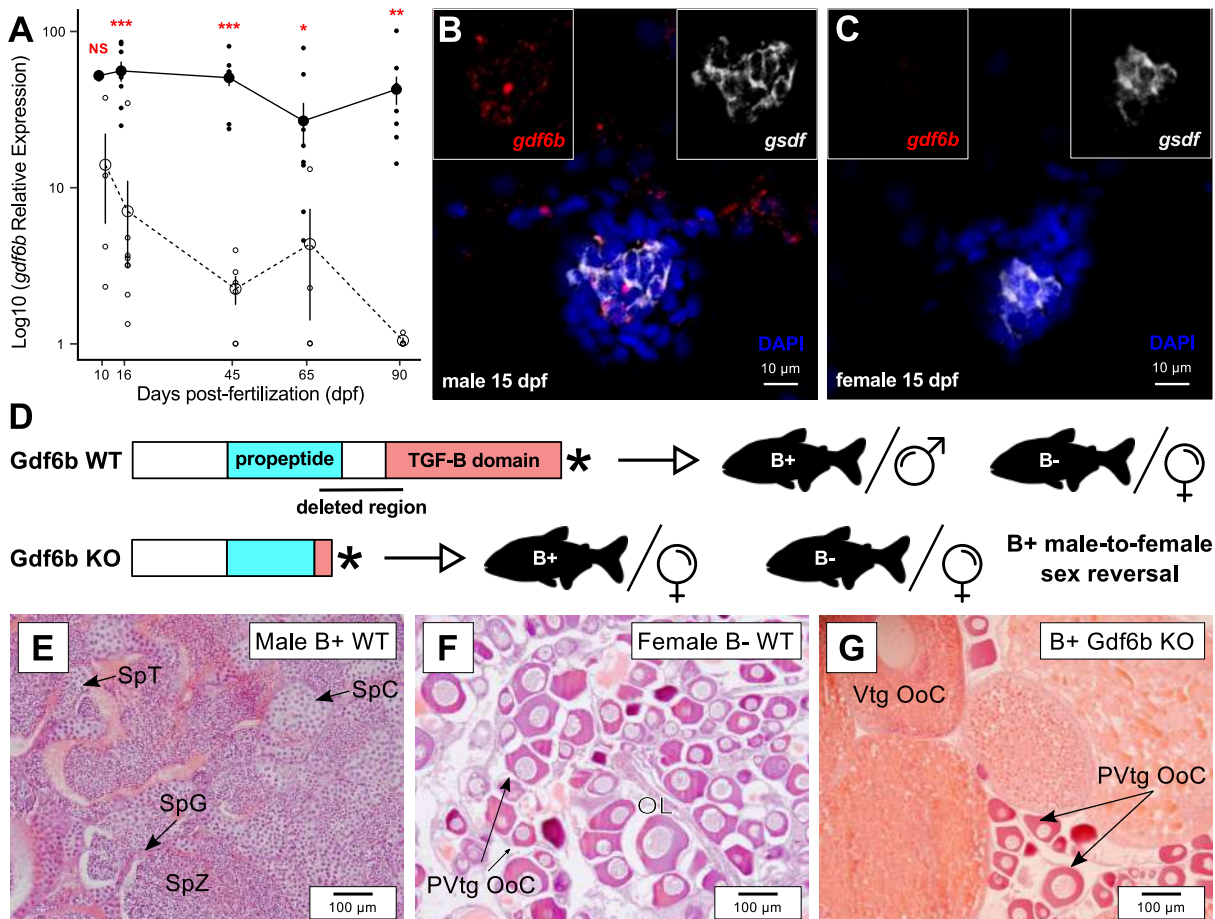 A
Log10 (gdf6b Relative Expression)
100
10
1
NS
***
***
*
**
10
16
45
65
90
Days post-fertilization (dpf)
B
gdf6b
gsdf
DAPI
male 15 dpf
10 µm
C
gdf6b
gsdf
DAPI
female 15 dpf
10 µm
D
Gdf6b WT
propeptide
TGF-B domain
*
deleted region
B+
B-
Gdf6b KO
*
B+
B-
B+ male-to-female
sex reversal
E
Male B+ WT
SpT
SpC
SpG
SpZ
100 µm
F
Female B- WT
OL
PVtg OoC
100 µm
G
B+ Gdf6b KO
Vtg OoC
PVtg OoC
100 µm